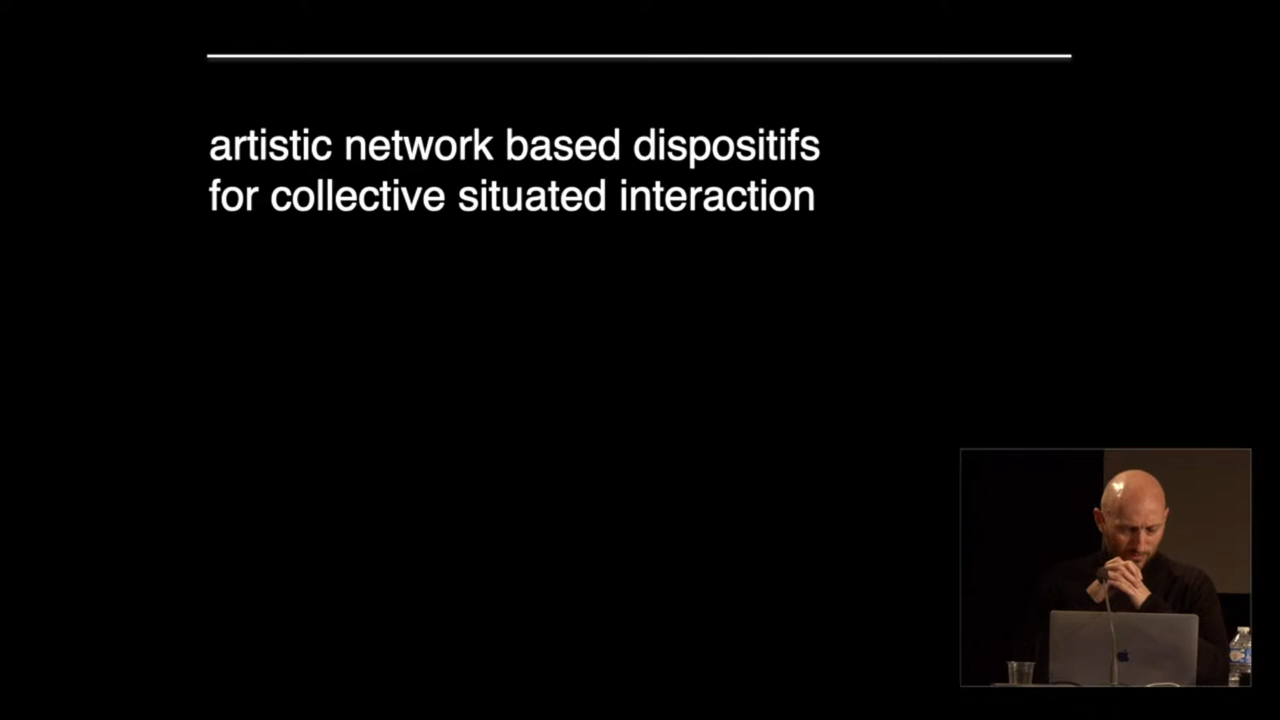 artistic network based dispositifs
for collective situated interaction